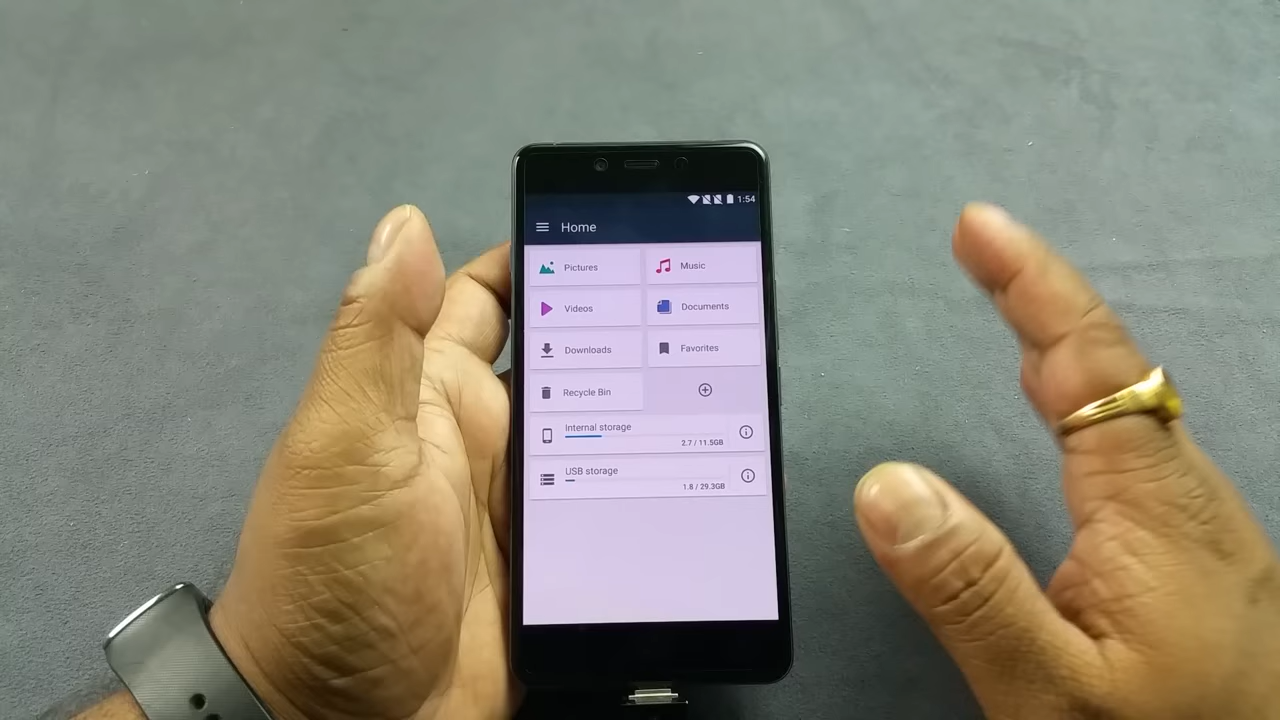 1:54
Home
Pictures
Music
Videos
Documents
Downloads
Favorites
Recycle Bin
Internal storage
2.7 / 11.5GB
USB storage
1.8 / 29.3GB